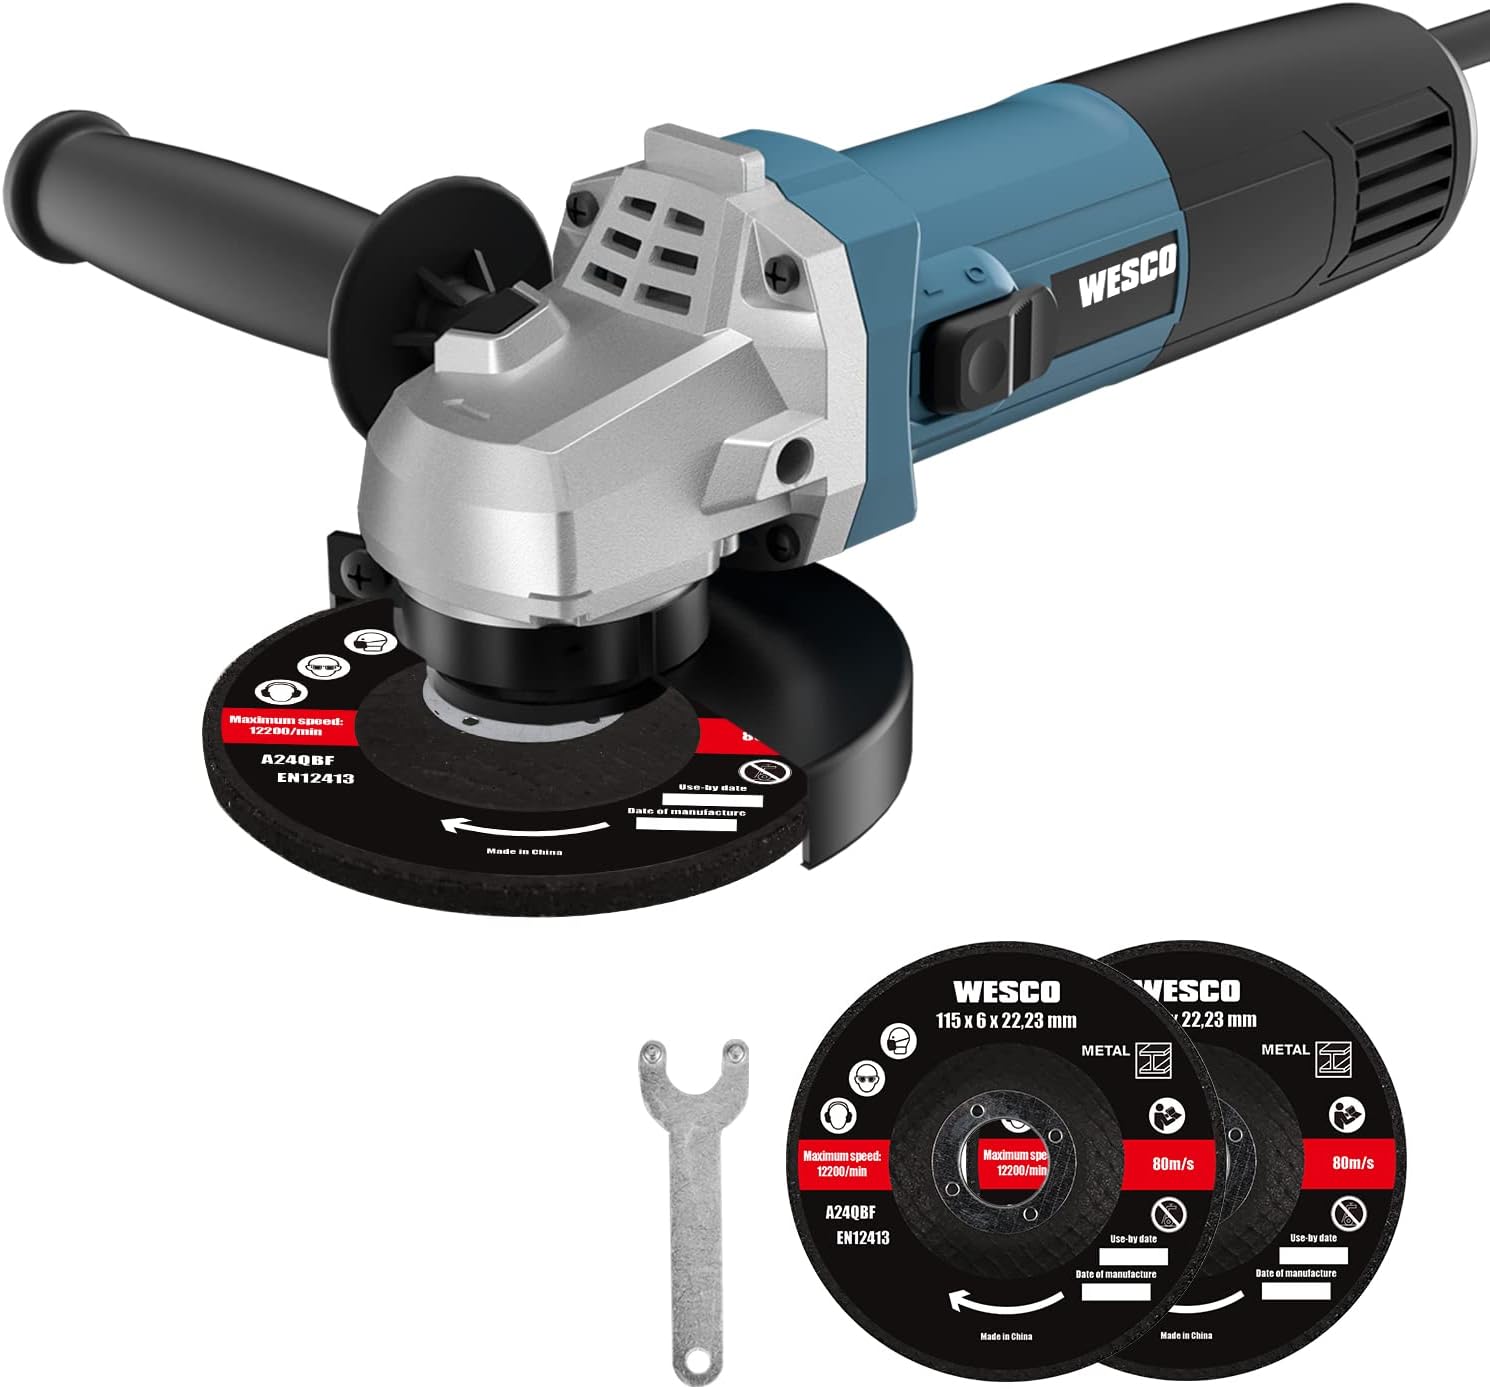 WESCO
Maximum speed:
12200/min
8
A24QBF
EN12413
Use-by date
Date of manufacture
Made in China
WESCO
115 x 6 x 22,23 mm
METAL
Maximum speed:
12200/min
Maximum spe
12200/min
80m/s
A24QBF
EN12413
Use-by date
Date of manufacture
Made in China
WESCO
x 22,23 mm
METAL
80m/s
Use-by date
Date of manufacture
Made in China